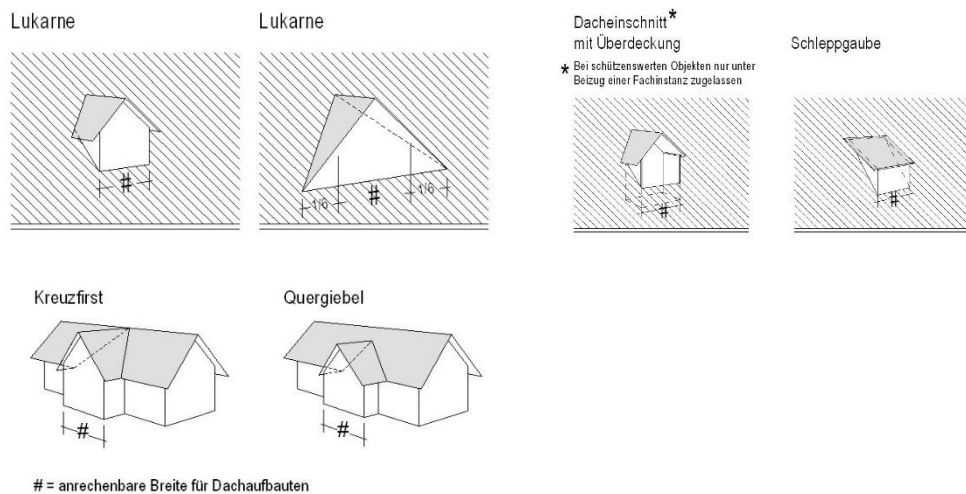 Lukarne
Lukarne
Dacheinschnitt *
mit Überdeckung
* Bei schützenswerten Objekten nur unter
Beizug einer Fachinstanz zugelassen
Schleppgaube
#
1/6
#
1/6
#
#
Kreuzfirst
Quergiebel
#
#
# = anrechenbare Breite für Dachaufbauten